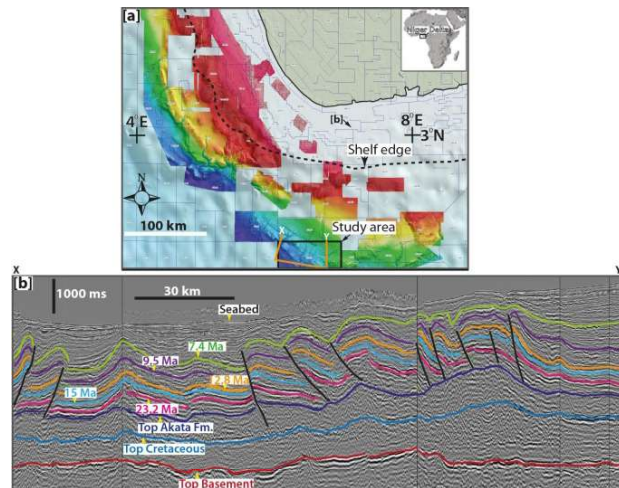 [a]
Niger Delta
4°E
[b]
8°E
3°N
Shelf edge
N
100 km
Study area
X
Y
X
Y
[b]
1000 ms
30 km
Seabed
7.4 Ma
9.5 Ma
2.8 Ma
15 Ma
23.2 Ma
Top Akata Fm.
Top Cretaceous
Top Basement